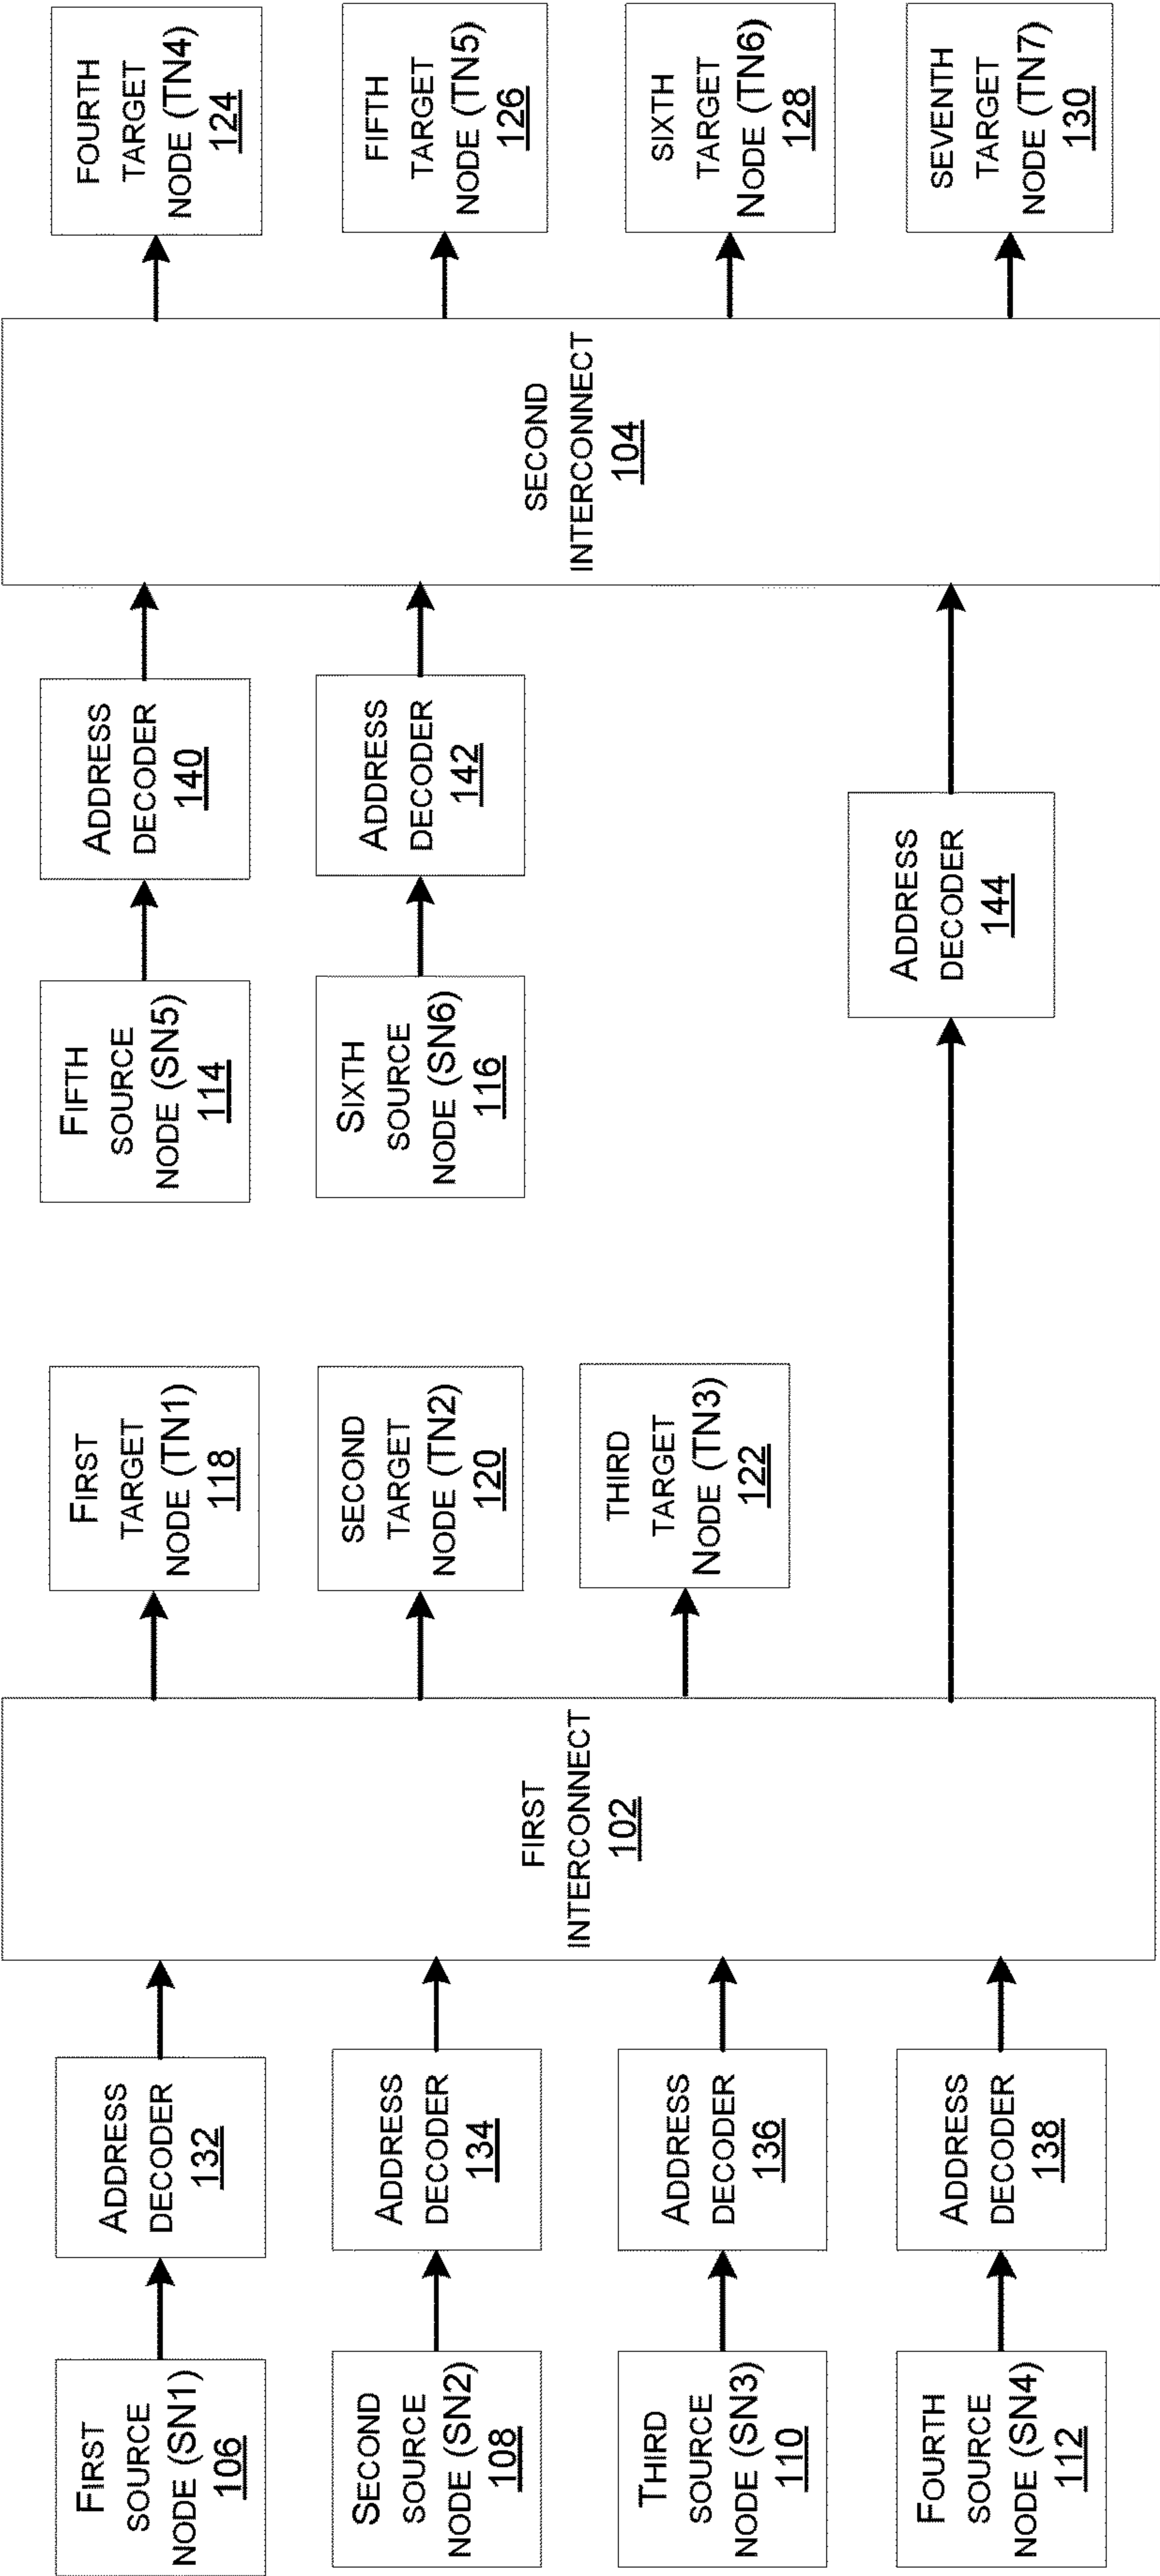 FIRST
SOURCE
NODE (SN1)
106
SECOND
SOURCE
NODE (SN2)
108
THIRD
SOURCE
NODE (SN3)
110
FOURTH
SOURCE
NODE (SN4)
112
ADDRESS
DECODER
132
ADDRESS
DECODER
134
ADDRESS
DECODER
136
ADDRESS
DECODER
138
FIRST
INTERCONNECT
102
FIRST
TARGET
NODE (TN1)
118
SECOND
TARGET
NODE (TN2)
120
THIRD
TARGET
NODE (TN3)
122
FIFTH
SOURCE
NODE (SN5)
114
SIXTH
SOURCE
NODE (SN6)
116
ADDRESS
DECODER
140
ADDRESS
DECODER
142
ADDRESS
DECODER
144
SECOND
INTERCONNECT
104
FOURTH
TARGET
NODE (TN4)
124
FIFTH
TARGET
NODE (TN5)
126
SIXTH
TARGET
NODE (TN6)
128
SEVENTH
TARGET
NODE (TN7)
130